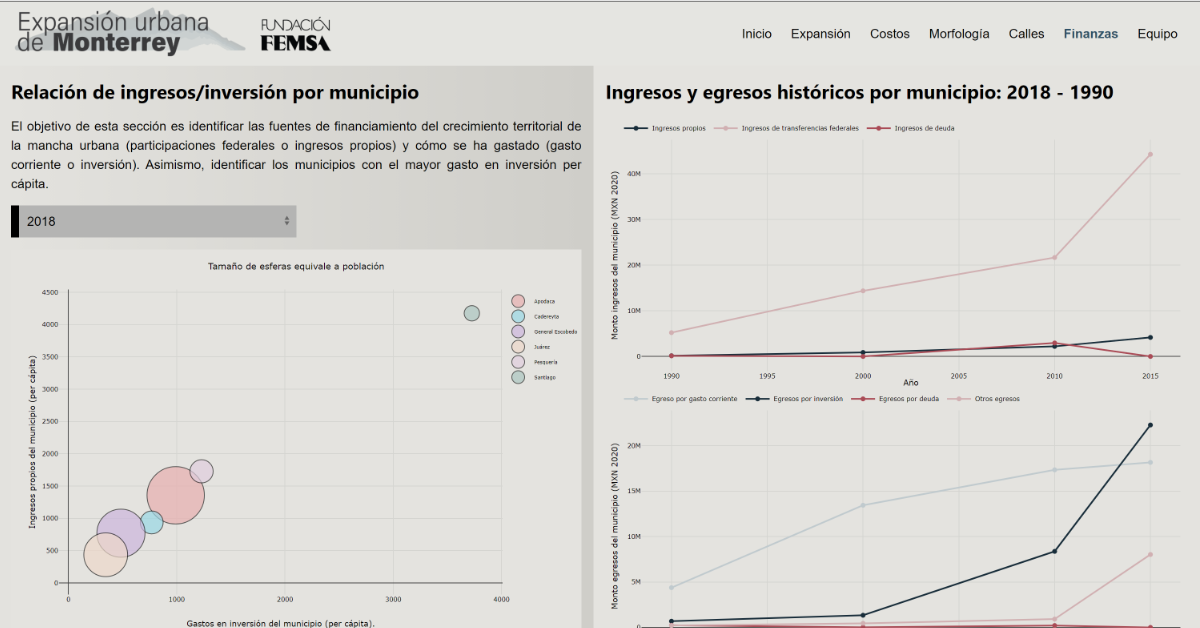 Expansión urbana
de Monterrey
FUNDACIÓN
FEMSA
Inicio Expansión Costos Morfología Calles Finanzas Equipo
Relación de ingresos/inversión por municipio
El objetivo de esta sección es identificar las fuentes de financiamiento del crecimiento territorial de
la mancha urbana (participaciones federales o ingresos propios) y cómo se ha gastado (gasto
corriente o inversión). Asimismo, identificar los municipios con el mayor gasto en inversión per
cápita.
2018
Tamaño de esferas equivale a población
Ingresos propios del municipio (per cápita)
4500
4000
3500
3000
2500
2000
1500
1000
500
0
0 1000 2000 3000 4000
Gastos en inversión del municipio (per cápita).
Apodaca
Cadereyta
General Escobedo
Juárez
Pesquería
Santiago
Ingresos y egresos históricos por municipio: 2018 - 1990
Ingresos propios Ingresos de transferencias federales Ingresos de deuda
Monto ingresos del municipio (MXN 2020)
40M
30M
20M
10M
0
1990 1995 2000 2005 2010 2015
Año
Egreso por gasto corriente Egresos por inversión Egresos por deuda Otros egresos
Monto egresos del municipio (MXN 2020)
20M
15M
10M
5M
0